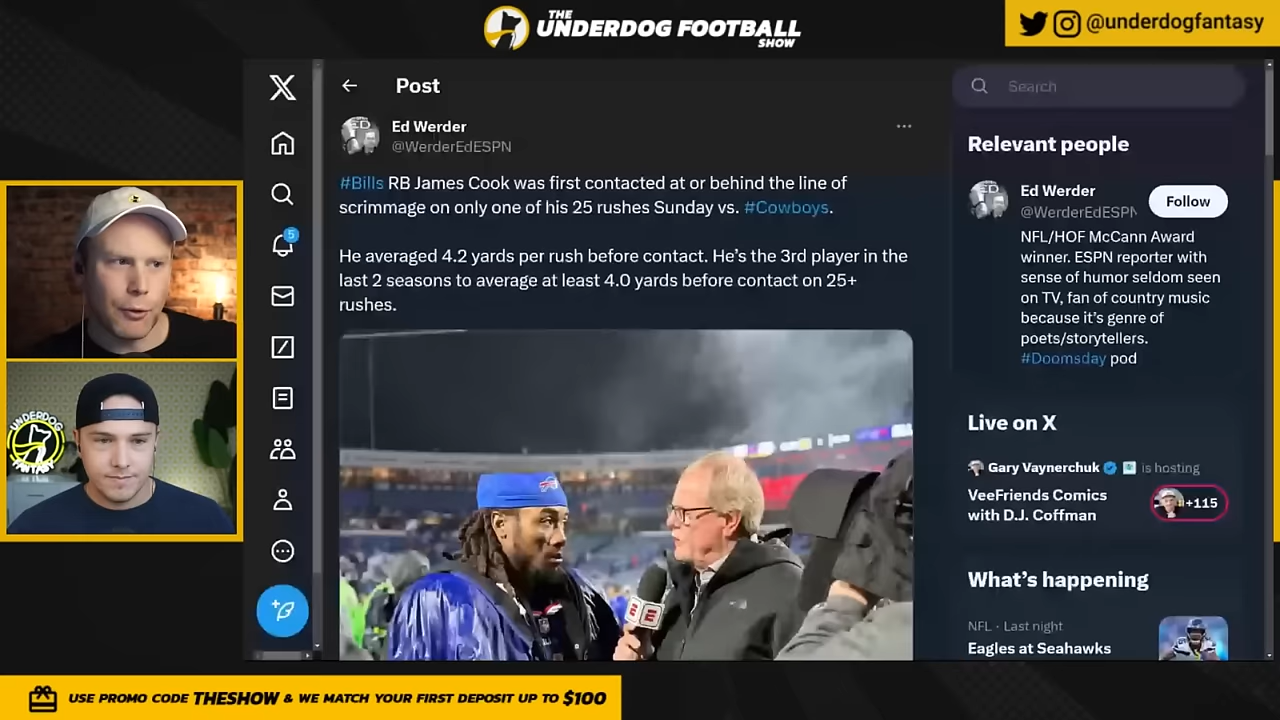 THE
UNDERDOG FOOTBALL
SHOW
@underdogfantasy
X
Post
Search
Ed Werder
@WerderEdESPN
#Bills RB James Cook was first contacted at or behind the line of
scrimmage on only one of his 25 rushes Sunday vs. #Cowboys.
He averaged 4.2 yards per rush before contact. He's the 3rd player in the
last 2 seasons to average at least 4.0 yards before contact on 25+
rushes.
5
Relevant people
Ed Werder
@WerderEdESPN
Follow
NFL/HOF McCann Award
winner. ESPN reporter with
sense of humor seldom seen
on TV, fan of country music
because it's genre of
poets/storytellers.
#Doomsday pod
Live on X
Gary Vaynerchuk is hosting
VeeFriends Comics
with D.J. Coffman
+115
What's happening
NFL · Last night
Eagles at Seahawks
UNDERDOG
FANTASY
USE PROMO CODE THESHOW & WE MATCH YOUR FIRST DEPOSIT UP TO $100